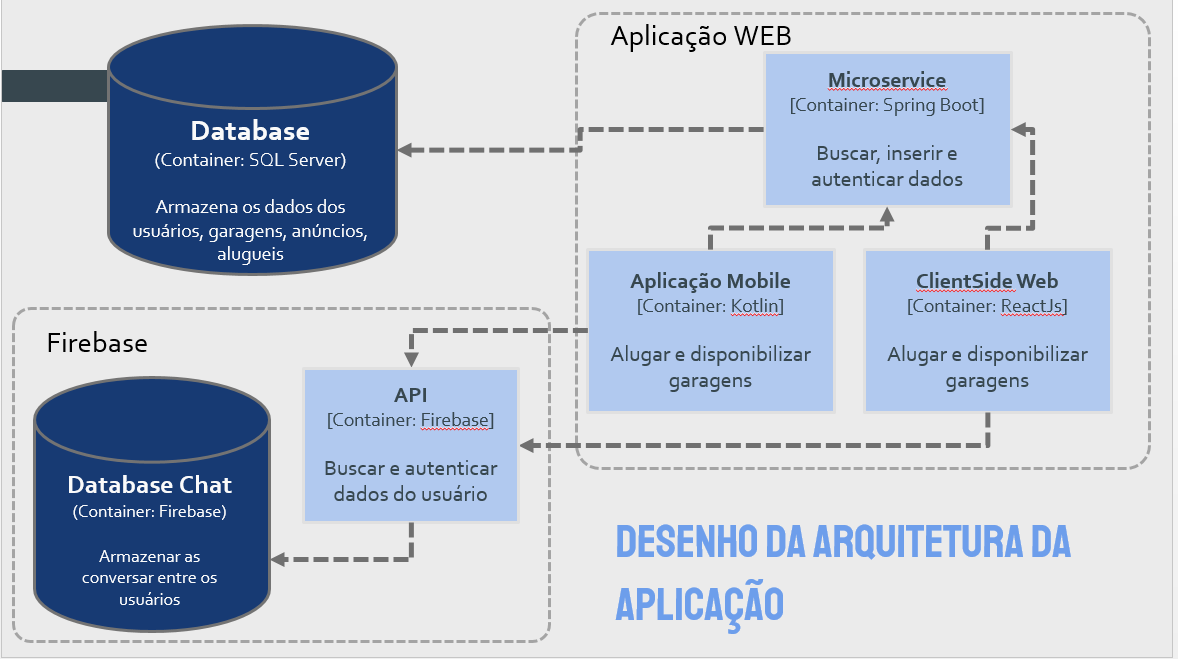 Database
(Container: SQL Server)
Armazena os dados dos
usuários, garagens, anúncios,
alugueis
Aplicação WEB
Microservice
[Container: Spring Boot]
Buscar, inserir e
autenticar dados
Aplicação Mobile
[Container: Kotlin]
Alugar e disponibilizar
garagens
ClientSide Web
[Container: ReactJs]
Alugar e disponibilizar
garagens
Firebase
Database Chat
(Container: Firebase)
Armazenar as
conversar entre os
usuários
API
[Container: Firebase]
Buscar e autenticar
dados do usuário
DESENHO DA ARQUITETURA DA
APLICAÇÃO